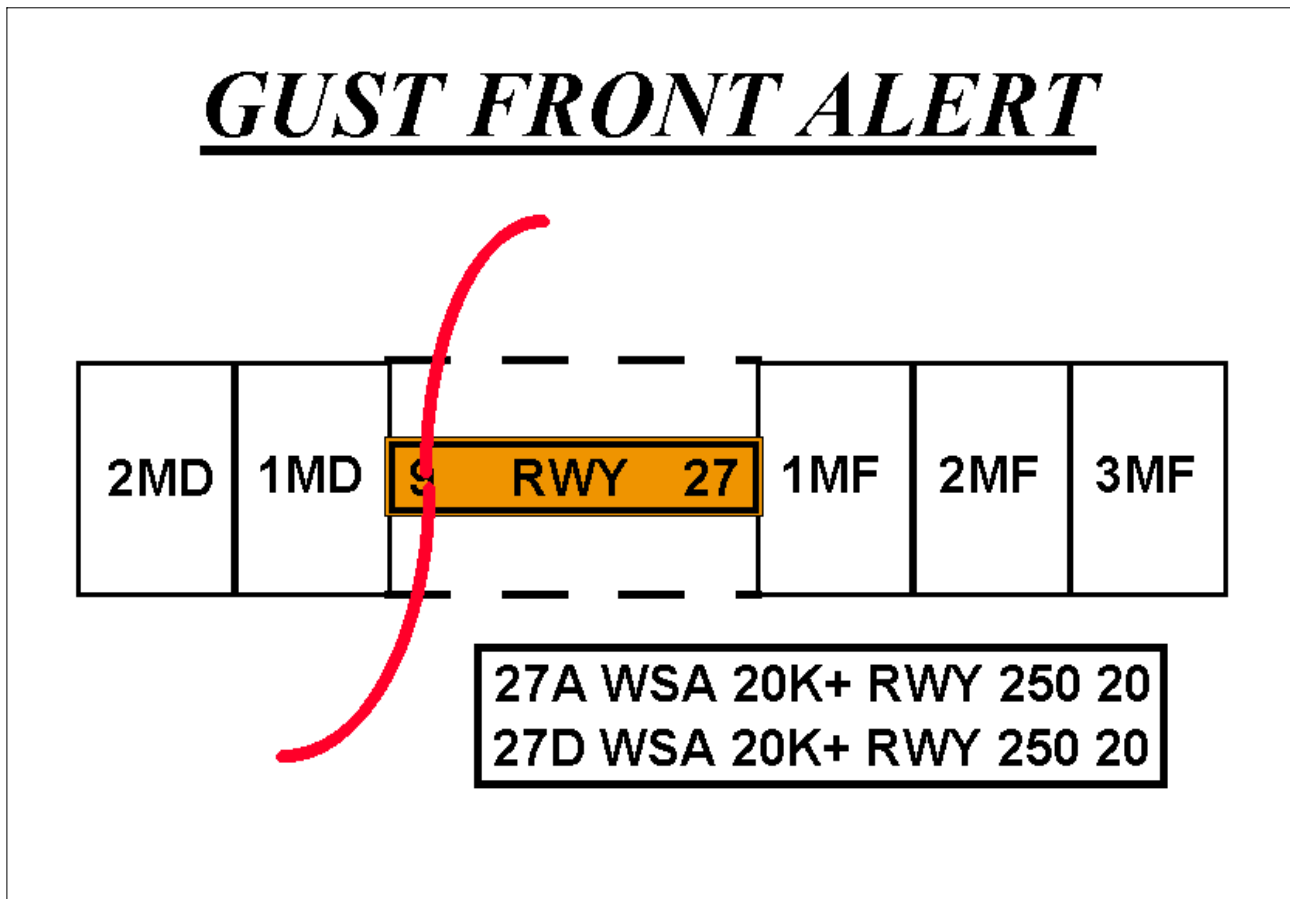 GUST FRONT ALERT
2MD 1MD 9 RWY 27 1MF 2MF 3MF
27A WSA 20K+ RWY 250 20
27D WSA 20K+ RWY 250 20